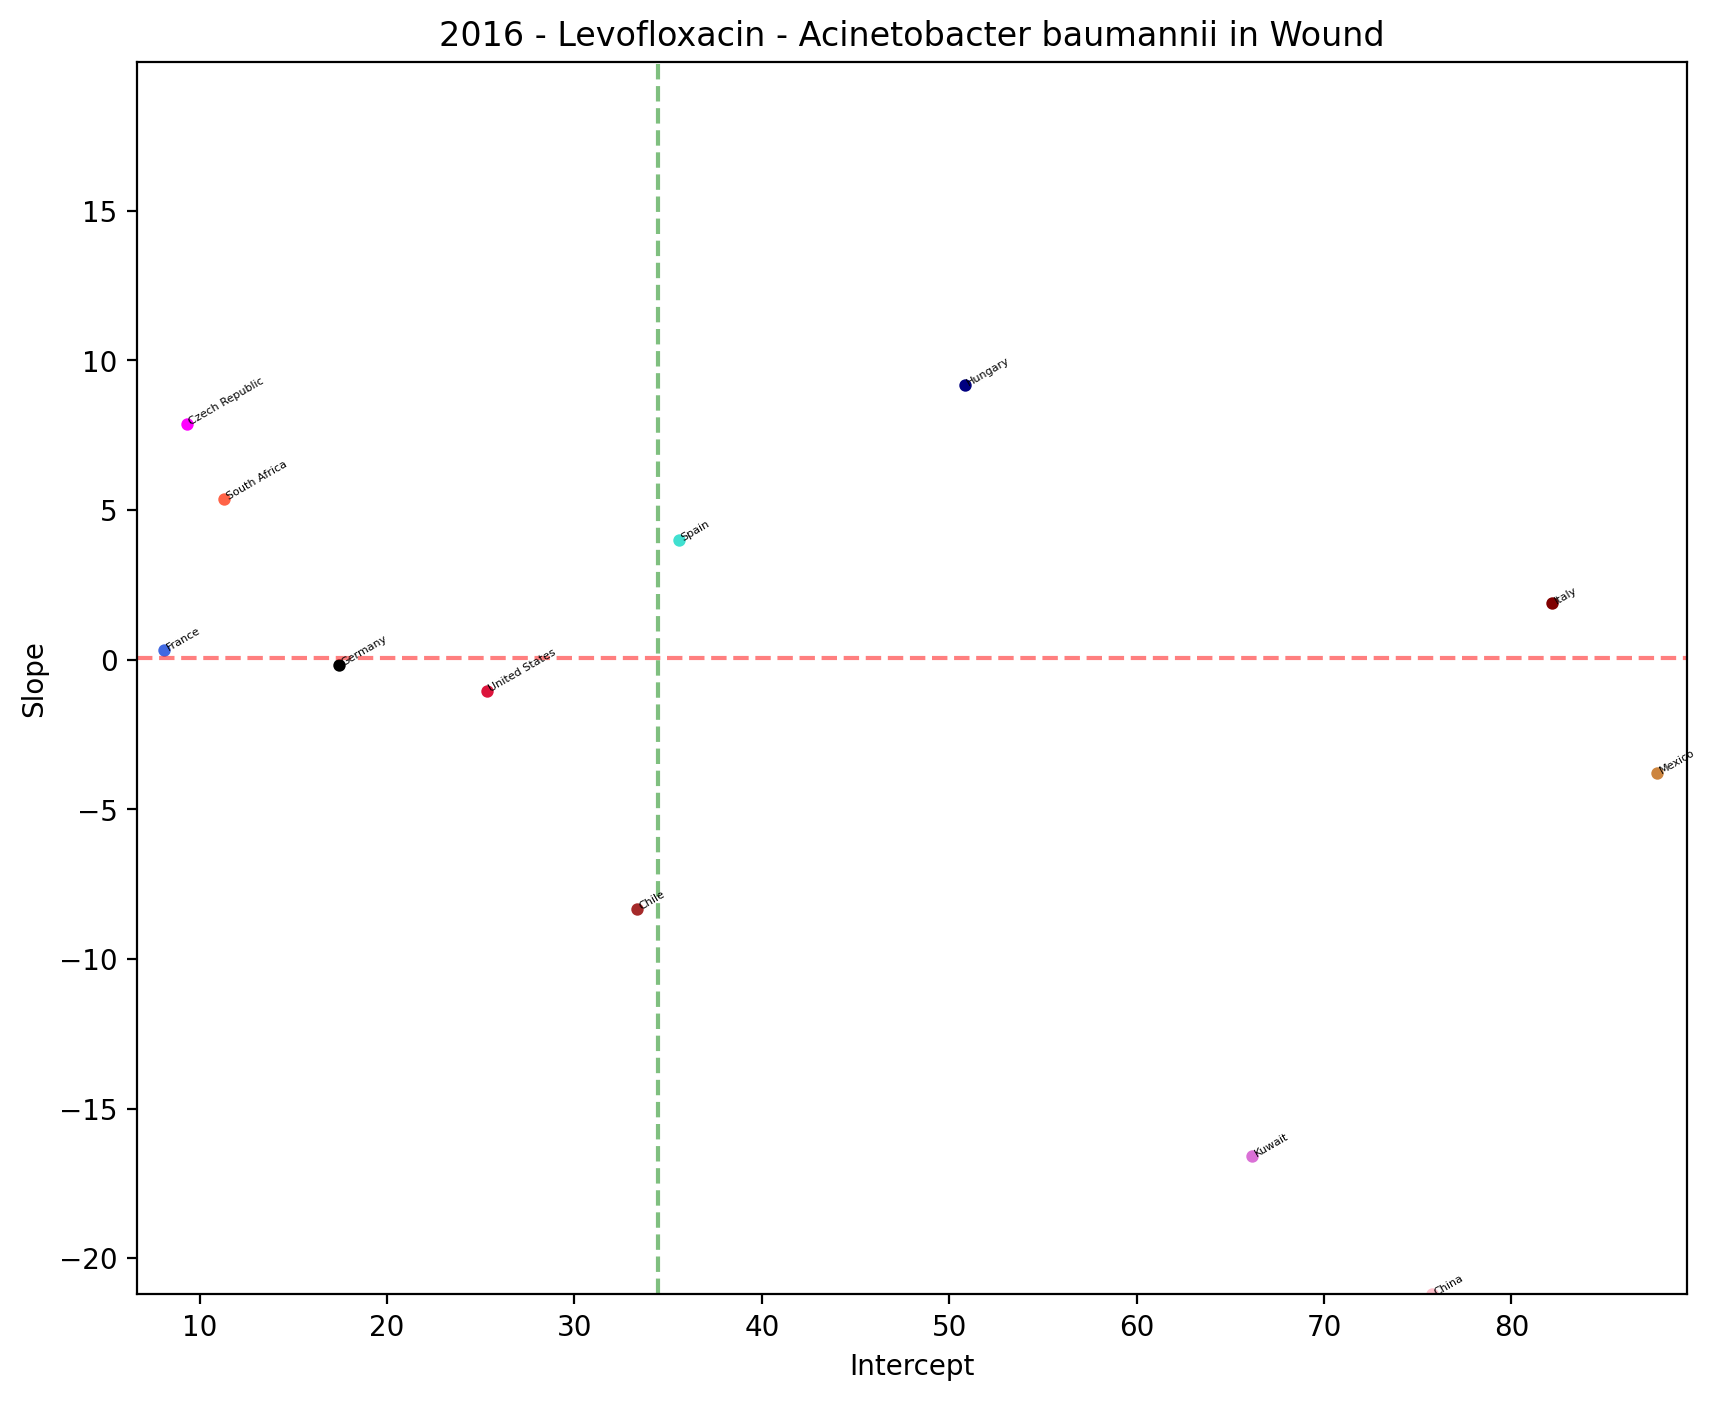 2016 - Levofloxacin - Acinetobacter baumannii in Wound
Slope
15
10
5
0
−5
−10
−15
−20
Hungary
Czech Republic
South Africa
Spain
Italy
France
Germany
United States
Mexico
Chile
Kuwait
China
10
20
30
40
50
60
70
80
Intercept